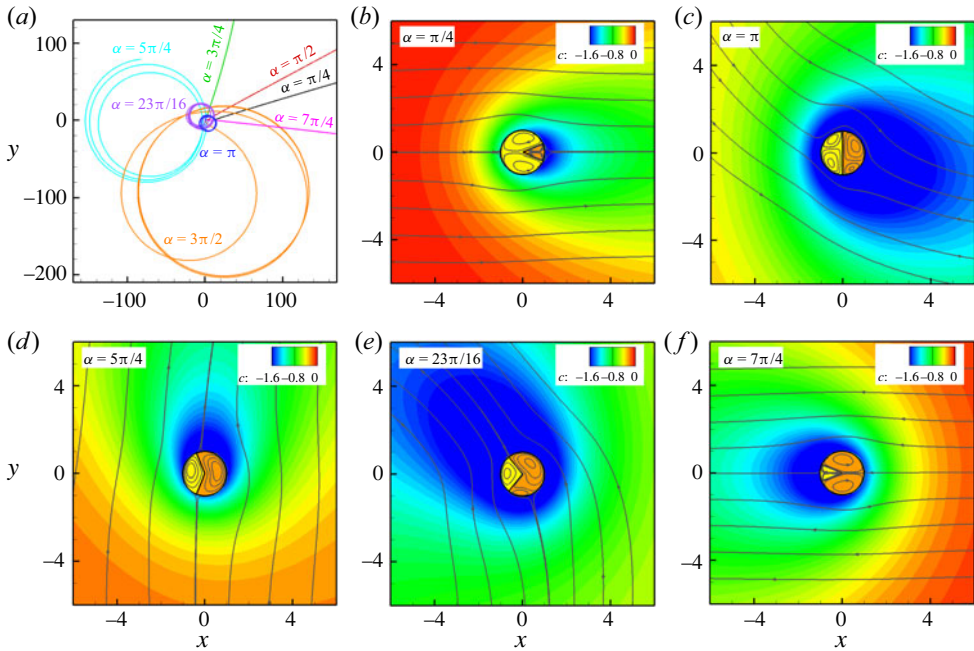 (a)
(b)
(c)
100
0
−100
−200
y
−100
0
100
α = 5π/4
α = 3π/4
α = π/2
α = π/4
α = 23π/16
α = 7π/4
α = π
α = 3π/2
α = π/4
c: −1.6 −0.8 0
4
0
−4
−4
0
4
α = π
c: −1.6 −0.8 0
4
0
−4
−4
0
4
(d)
(e)
(f)
α = 5π/4
c: −1.6 −0.8 0
4
0
−4
y
−4
0
4
x
α = 23π/16
c: −1.6 −0.8 0
4
0
−4
−4
0
4
x
α = 7π/4
c: −1.6 −0.8 0
4
0
−4
−4
0
4
x